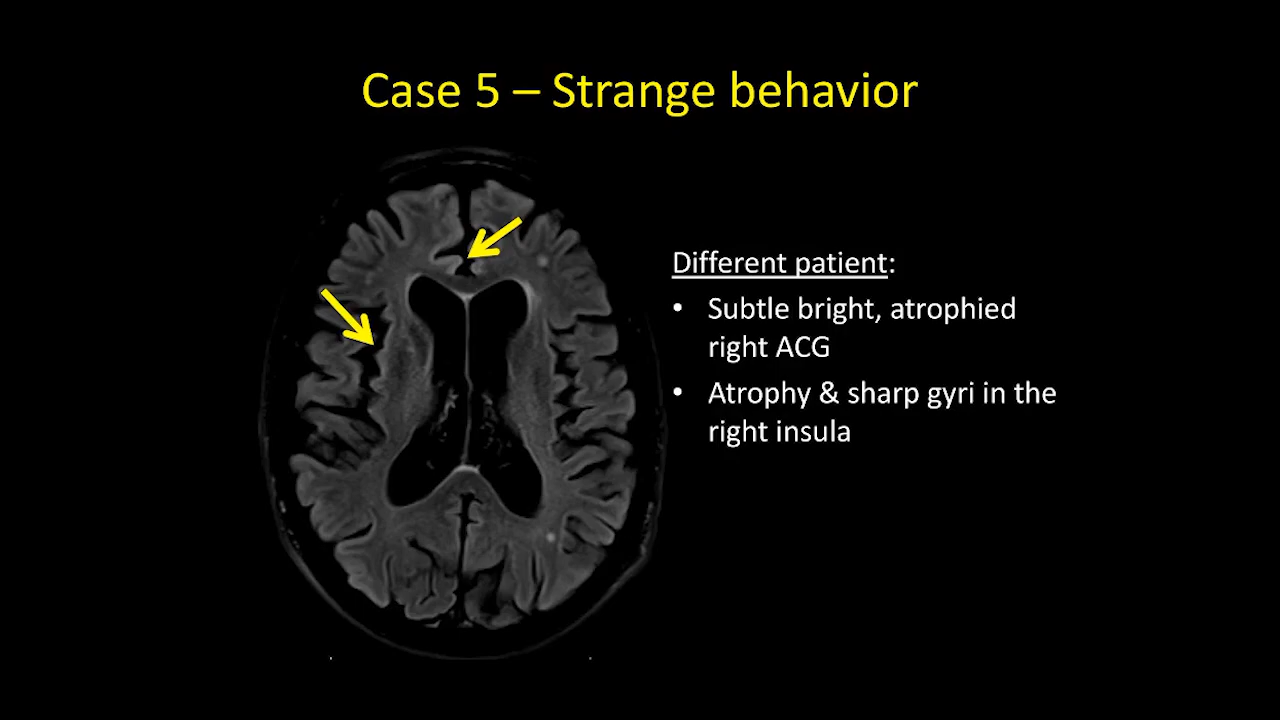 Case 5 – Strange behavior
Different patient:
• Subtle bright, atrophied
right ACG
• Atrophy & sharp gyri in the
right insula